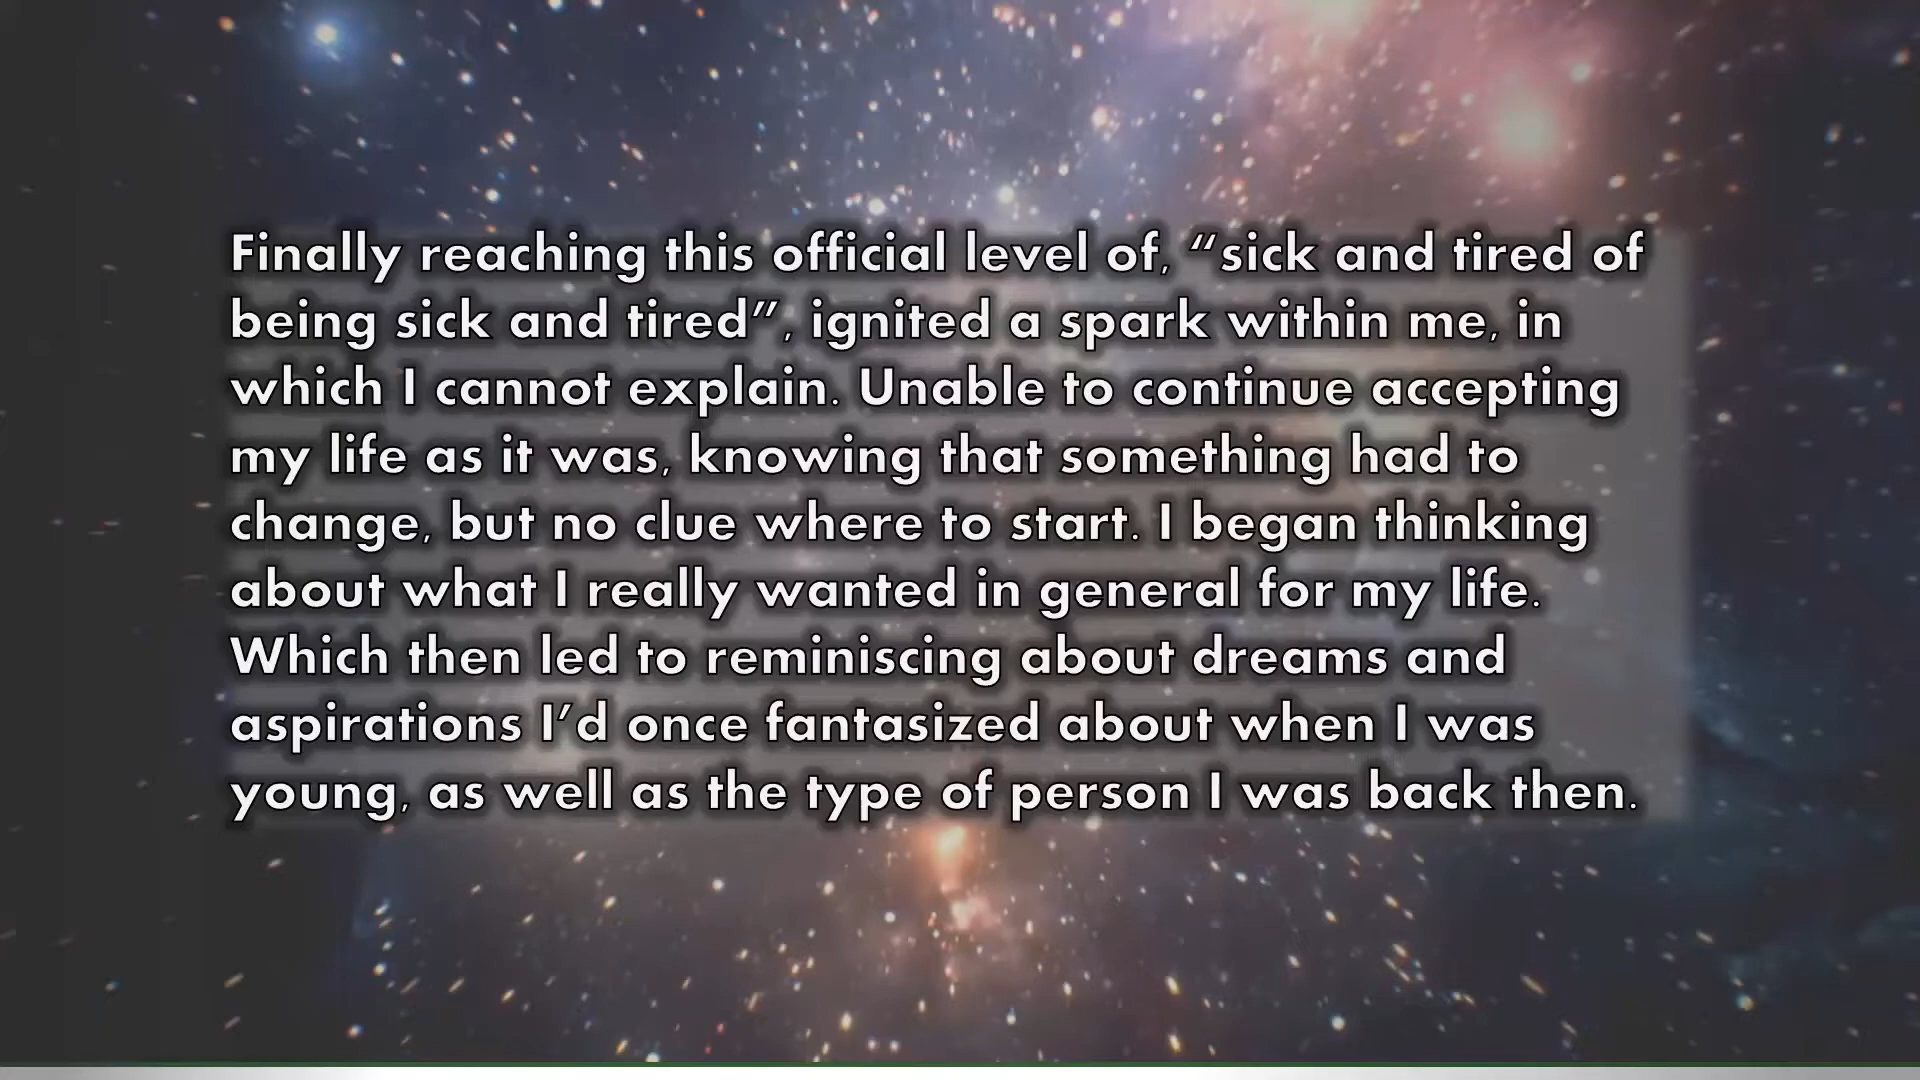 Finally reaching this official level of, “sick and tired of
being sick and tired”, ignited a spark within me, in
which I cannot explain. Unable to continue accepting
my life as it was, knowing that something had to
change, but no clue where to start. I began thinking
about what I really wanted in general for my life.
Which then led to reminiscing about dreams and
aspirations I’d once fantasized about when I was
young, as well as the type of person I was back then.